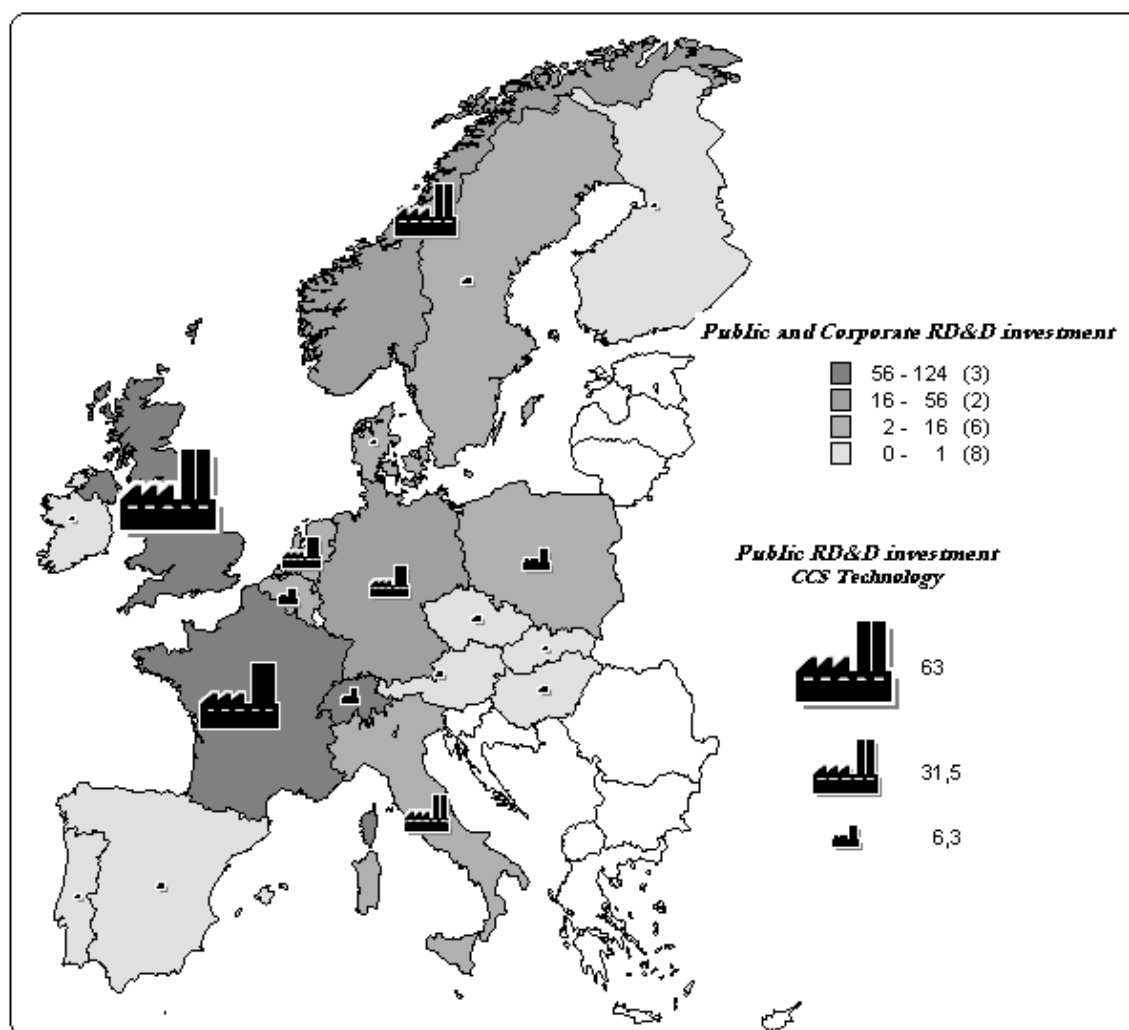 Public and Corporate RD&D investment
56 - 124 (3)
16 - 56 (2)
2 - 16 (6)
0 - 1 (8)
Public RD&D investment
CCS Technology
63
31,5
6,3